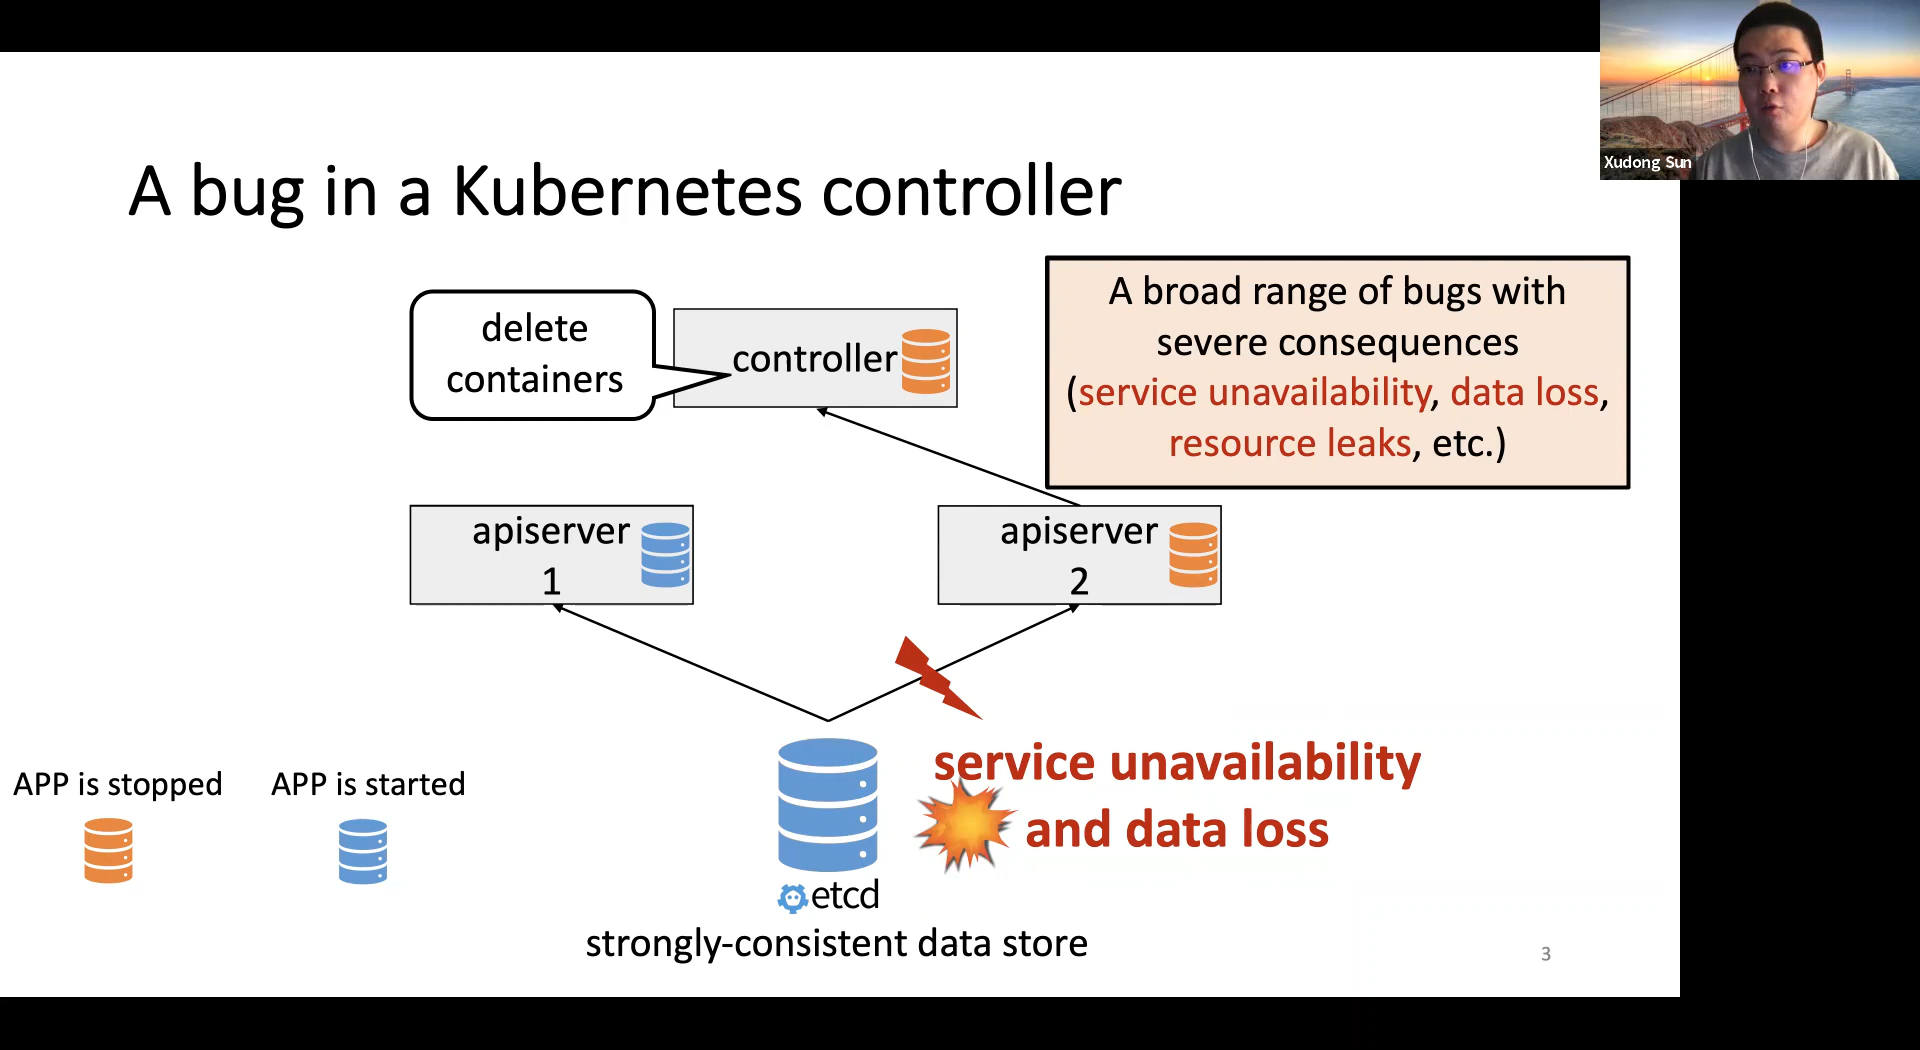 Xudong Sun
A bug in a Kubernetes controller
delete
containers
controller
A broad range of bugs with
severe consequences
(service unavailability, data loss,
resource leaks, etc.)
apiserver
1
apiserver
2
service unavailability
and data loss
APP is stopped
APP is started
etcd
strongly-consistent data store
3